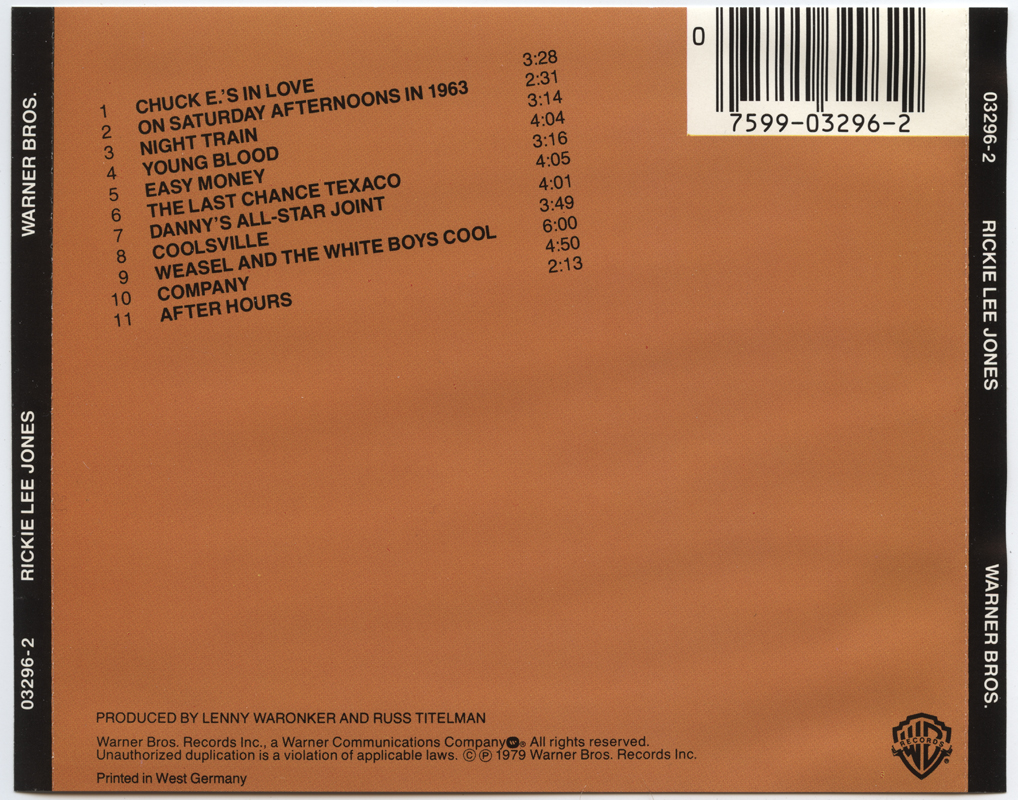 1 CHUCK E.'S IN LOVE 3:28
2 ON SATURDAY AFTERNOONS IN 1963 2:31
3 NIGHT TRAIN 3:14
4 YOUNG BLOOD 4:04
5 EASY MONEY 3:16
6 THE LAST CHANCE TEXACO 4:05
7 DANNY'S ALL-STAR JOINT 4:01
8 COOLSVILLE 3:49
9 WEASEL AND THE WHITE BOYS COOL 6:00
10 COMPANY 4:50
11 AFTER HOURS 2:13
0
7599-03296-2
03296-2 RICKIE LEE JONES WARNER BROS.
03296-2 RICKIE LEE JONES WARNER BROS.
PRODUCED BY LENNY WARONKER AND RUSS TITELMAN
Warner Bros. Records Inc., a Warner Communications Company W ® All rights reserved.
Unauthorized duplication is a violation of applicable laws. © ℗ 1979 Warner Bros. Records Inc.
Printed in West Germany
WB RECORDS ®